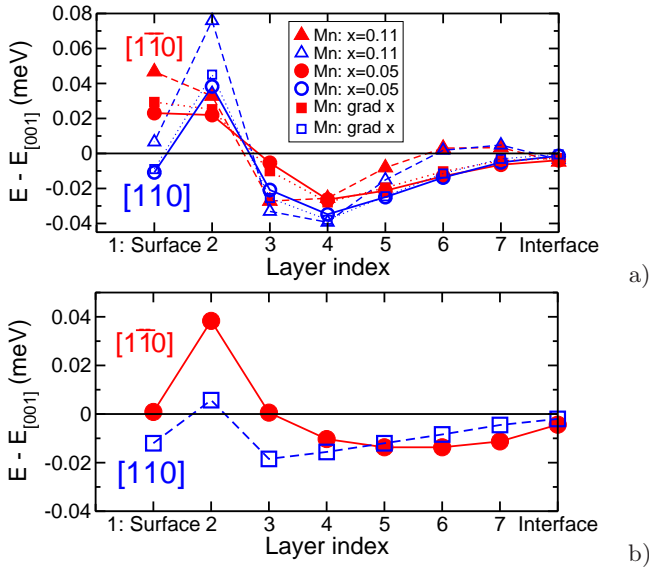 0.08
0.06
0.04
0.02
0
-0.02
-0.04
E - E[001] (meV)
[11̅0]
[110]
Mn: x=0.11
Mn: x=0.11
Mn: x=0.05
Mn: x=0.05
Mn: grad x
Mn: grad x
1: Surface 2 3 4 5 6 7 Interface
Layer index
a)
0.04
0.02
0
-0.02
-0.04
E - E[001] (meV)
[11̅0]
[110]
1: Surface 2 3 4 5 6 7 Interface
Layer index
b)